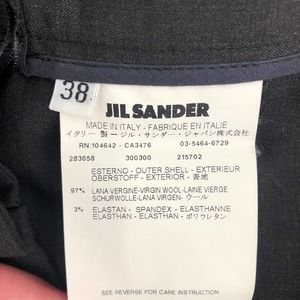 38
JIL SANDER
MADE IN ITALY - FABRIQUE EN ITALIE
イタリー製 ージル・サンダー・ジャパン株式会社
RN.104642 - CA3476 03-5464-6729
283658 300300 215702
ESTERNO - OUTER SHELL - EXTERIEUR
OBERSTOFF - EXTERIOR - 表地
97% LANA VERGINE-VIRGIN WOOL-LAINE VIERGE
SCHURWOLLE-LANA VIRGEN- ウール
3% ELASTAN - SPANDEX - ELASTHANNE
ELASTHAN - ELASTHAN - ポリウレタン
SEE REVERSE FOR CARE INSTRUCTION